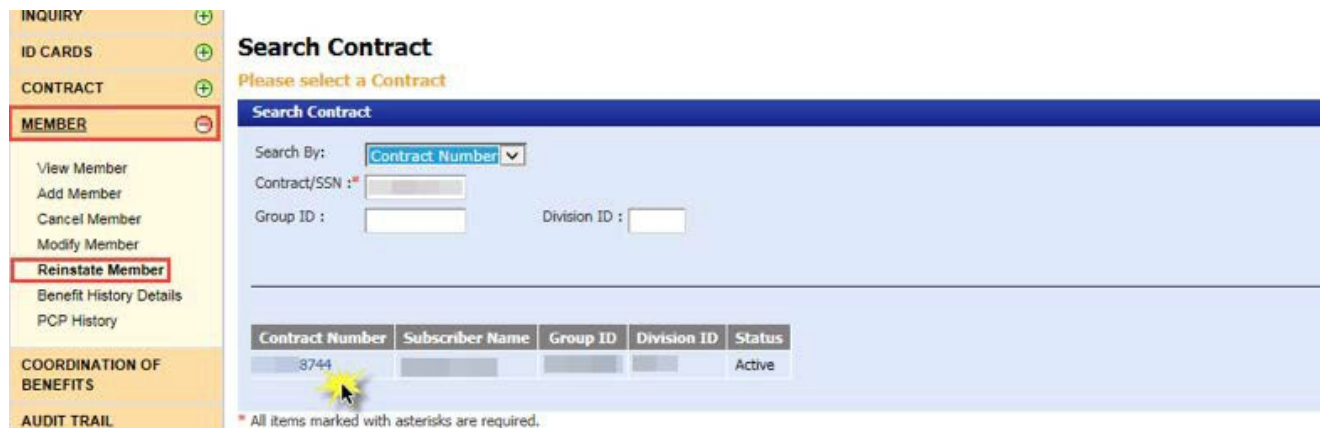 INQUIRY
ID CARDS
CONTRACT
MEMBER
View Member
Add Member
Cancel Member
Modify Member
Reinstate Member
Benefit History Details
PCP History
COORDINATION OF
BENEFITS
AUDIT TRAIL
Search Contract
Please select a Contract
Search Contract
Search By: Contract Number
Contract/SSN :*
Group ID : Division ID :
Contract Number Subscriber Name Group ID Division ID Status
8744 Active
* All items marked with asterisks are required.